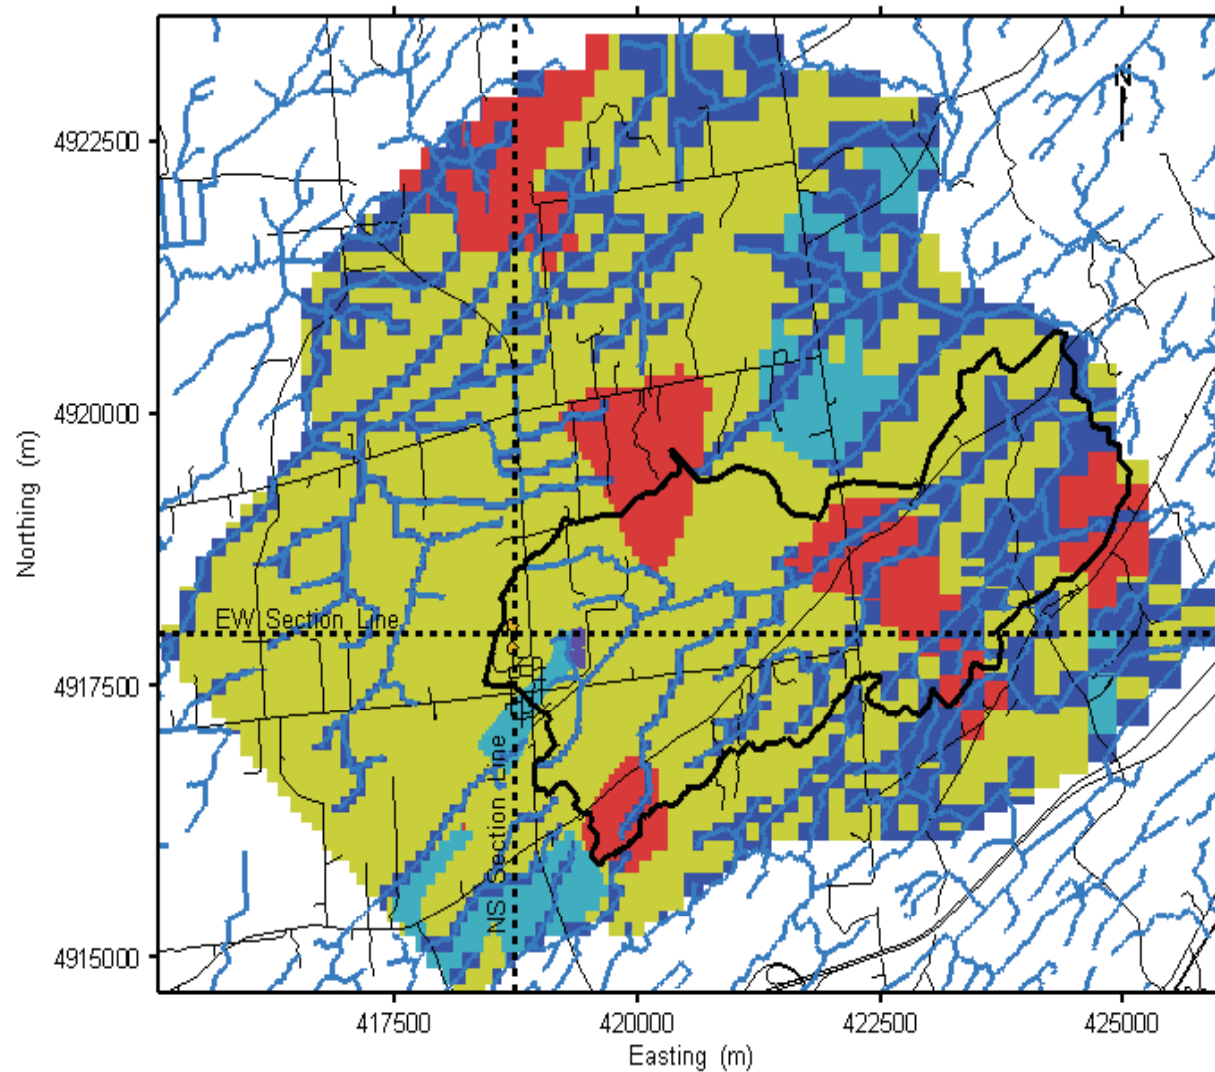 N
4922500
4920000
Northing (m)
EW Section Line
4917500
NS Section Line
4915000
417500
420000
422500
425000
Easting (m)